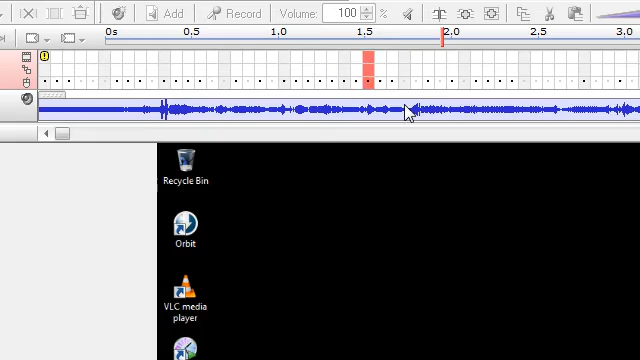 Add Record Volume: 100 %
0s 0.5 1.0 1.5 2.0 2.5 3.0
Recycle Bin
Orbit
VLC media
player